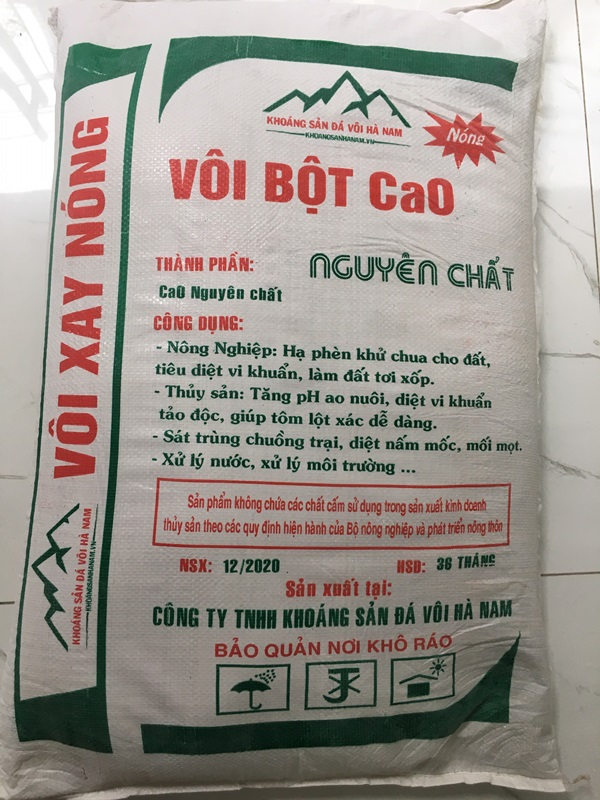 KHOÁNG SẢN ĐÁ VÔI HÀ NAM
KHOANGSANHANAM.VN
Nóng
VÔI BỘT CaO
NGUYÊN CHẤT
THÀNH PHẦN:
CaO Nguyên chất
CÔNG DỤNG:
- Nông Nghiệp: Hạ phèn khử chua cho đất,
tiêu diệt vi khuẩn, làm đất tơi xốp.
- Thủy sản: Tăng pH ao nuôi, diệt vi khuẩn
tảo độc, giúp tôm lột xác dễ dàng.
- Sát trùng chuồng trại, diệt nấm mốc, mối mọt.
- Xử lý nước, xử lý môi trường ...
Sản phẩm không chứa các chất cấm sử dụng trong sản xuất kinh doanh
thủy sản theo các quy định hiện hành của Bộ nông nghiệp và phát triển nông thôn
NSX: 12/2020 HSD: 36 THÁNG
Sản xuất tại:
CÔNG TY TNHH KHOÁNG SẢN ĐÁ VÔI HÀ NAM
BẢO QUẢN NƠI KHÔ RÁO
VÔI XAY NÓNG
KHOÁNG SẢN ĐÁ VÔI HÀ NAM
KHOANGSANHANAM.VN